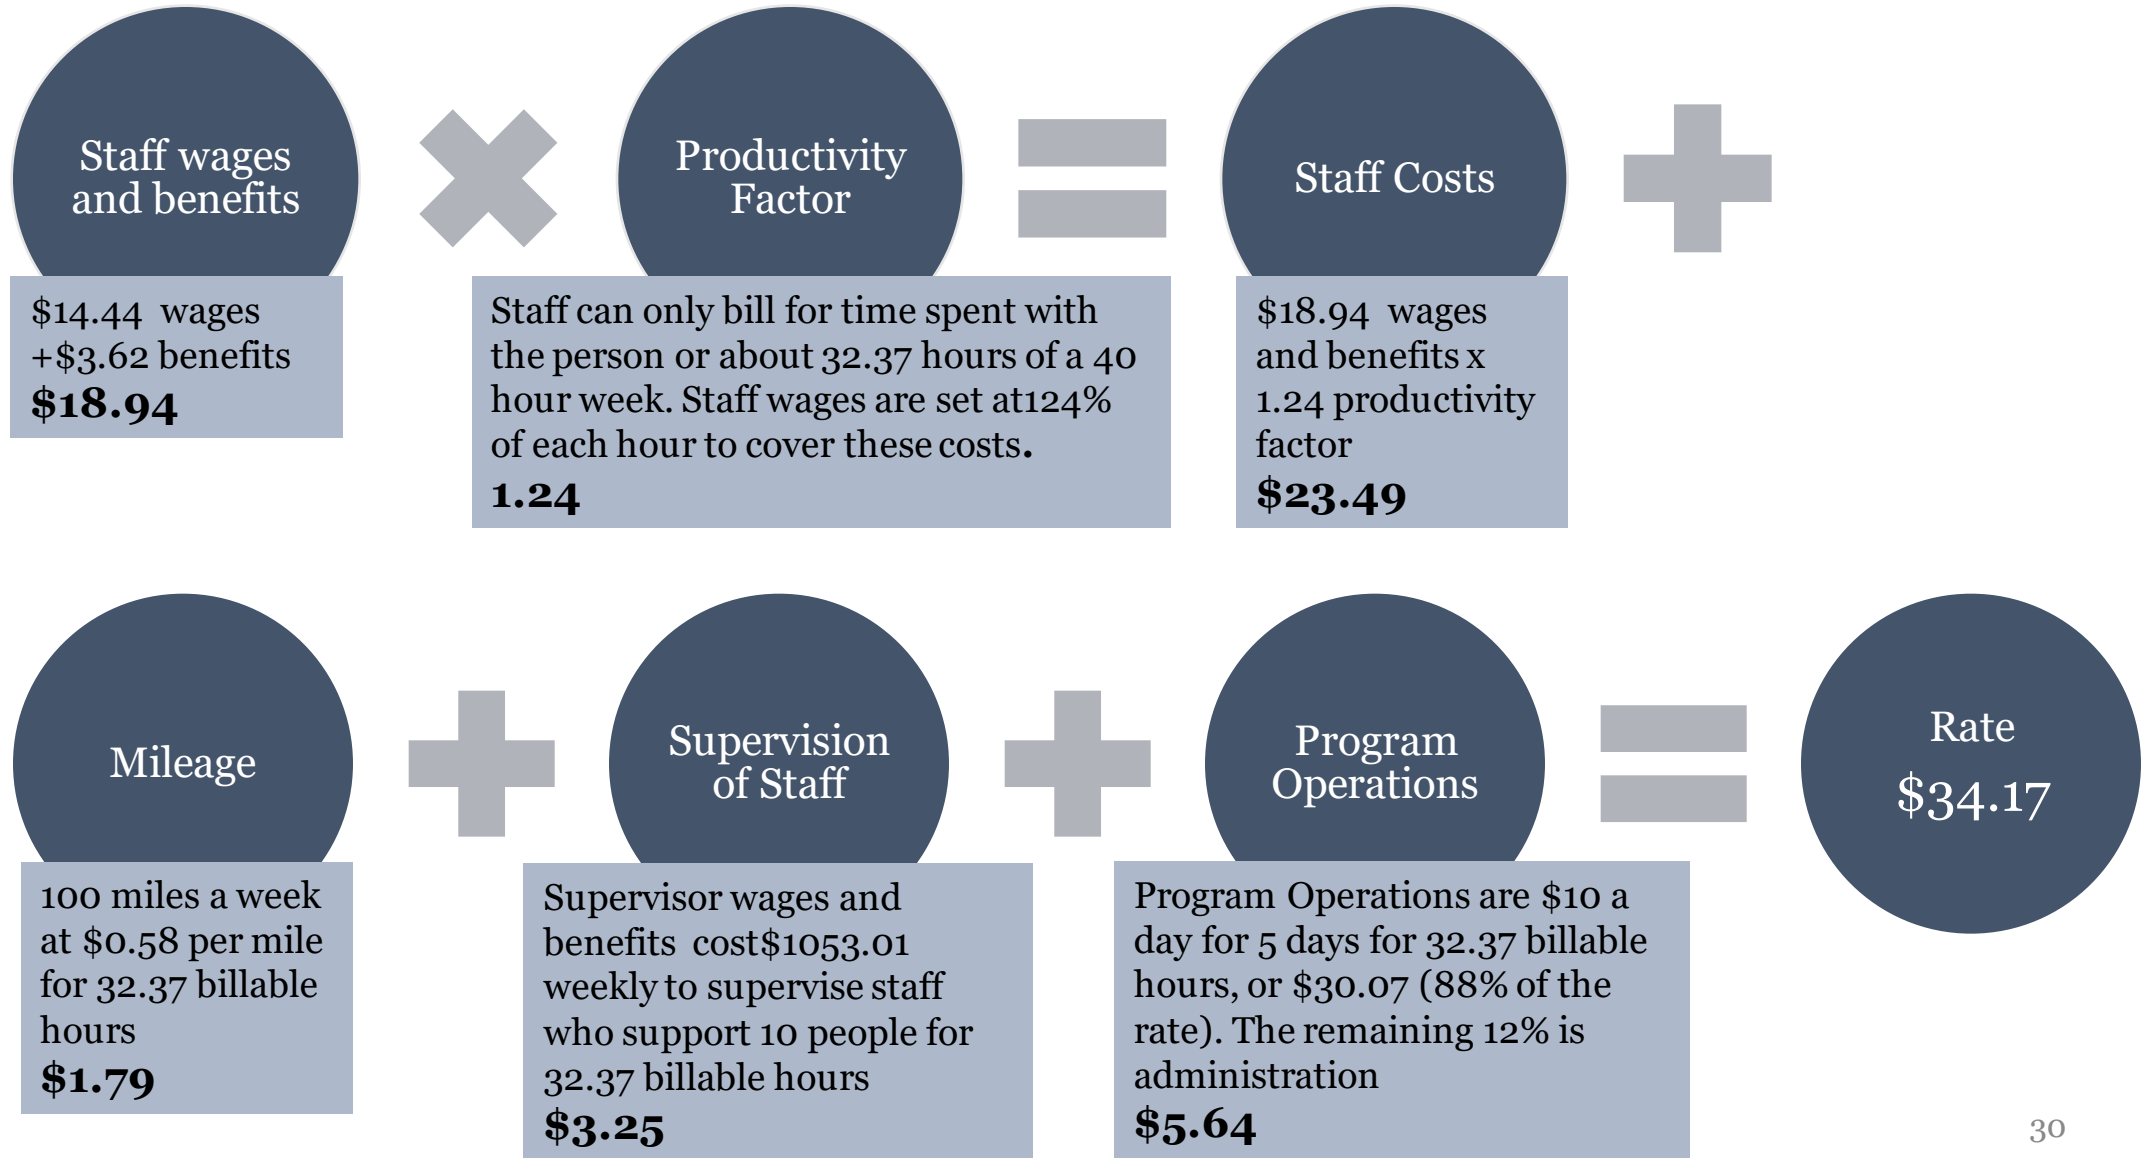 Staff wages
and benefits
Productivity
Factor
Staff Costs
$14.44 wages
+$3.62 benefits
$18.94
Staff can only bill for time spent with
the person or about 32.37 hours of a 40
hour week. Staff wages are set at124%
of each hour to cover these costs.
1.24
$18.94 wages
and benefits x
1.24 productivity
factor
$23.49
Mileage
Supervision
of Staff
Program
Operations
Rate
$34.17
100 miles a week
at $0.58 per mile
for 32.37 billable
hours
$1.79
Supervisor wages and
benefits cost$1053.01
weekly to supervise staff
who support 10 people for
32.37 billable hours
$3.25
Program Operations are $10 a
day for 5 days for 32.37 billable
hours, or $30.07 (88% of the
rate). The remaining 12% is
administration
$5.64
30